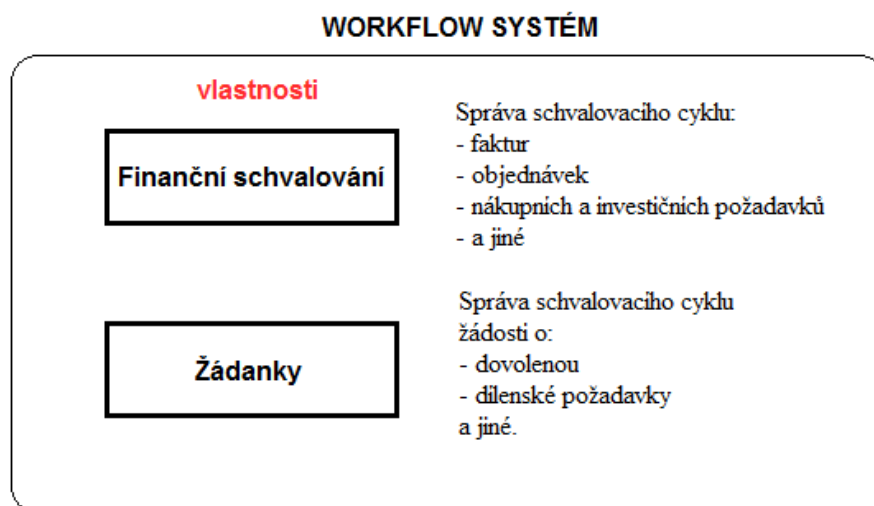 WORKFLOW SYSTÉM
vlastnosti
Finanční schvalování
Správa schvalovacího cyklu:
- faktur
- objednávek
- nákupních a investičních požadavků
- a jiné
Žádanky
Správa schvalovacího cyklu
žádosti o:
- dovolenou
- dílenské požadavky
a jiné.